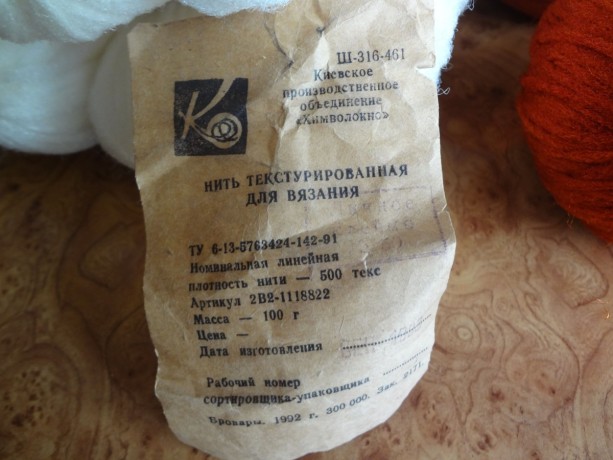 Ш-316-461
Киевское
производственное
объединение
«Химволокно»
НИТЬ ТЕКСТУРИРОВАННАЯ
ДЛЯ ВЯЗАНИЯ
ТУ 6-13-5763424-142-91
Номинальная линейная
плотность нити — 500 текс
Артикул 2В2-1118822
Масса — 100 г
Цена —
Дата изготовления
Рабочий номер
сортировщика-упаковщика
Бровары. 1992 г. 300 000. Зак. 2171.